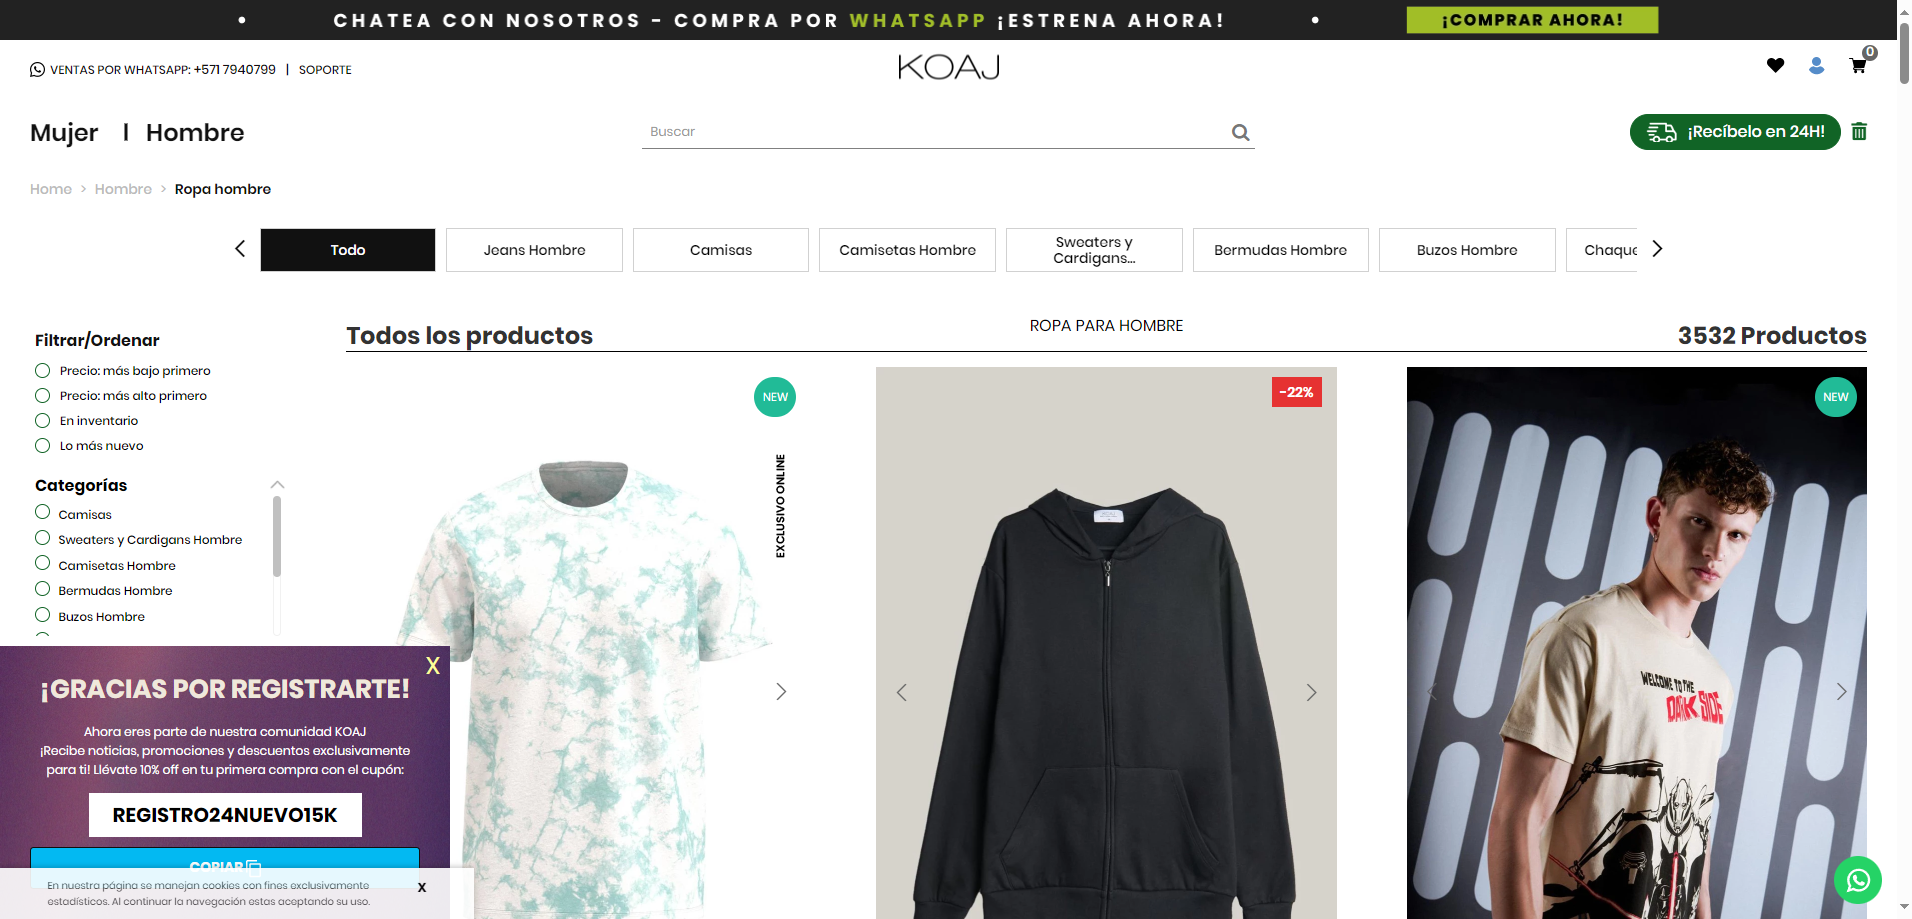 CHATEA CON NOSOTROS - COMPRA POR WHATSAPP ¡ESTRENA AHORA!
¡COMPRAR AHORA!
VENTAS POR WHATSAPP: +571 7940799 | SOPORTE
KOAJ
0
Mujer | Hombre
Buscar
¡Recíbelo en 24H!
Home > Hombre > Ropa hombre
Todo
Jeans Hombre
Camisas
Camisetas Hombre
Sweaters y
Cardigans...
Bermudas Hombre
Buzos Hombre
Chaque
Filtrar/Ordenar
Precio: más bajo primero
Precio: más alto primero
En inventario
Lo más nuevo
Categorías
Camisas
Sweaters y Cardigans Hombre
Camisetas Hombre
Bermudas Hombre
Buzos Hombre
Todos los productos
ROPA PARA HOMBRE
3532 Productos
NEW
EXCLUSIVO ONLINE
-22%
NEW
WELCOME TO THE
DARK SIDE
X
¡GRACIAS POR REGISTRARTE!
Ahora eres parte de nuestra comunidad KOAJ
¡Recibe noticias, promociones y descuentos exclusivamente
para ti! Llévate 10% off en tu primera compra con el cupón:
REGISTRO24NUEVO15K
COPIAR
En nuestra página se manejan cookies con fines exclusivamente
estadísticos. Al continuar la navegación estas aceptando su uso.
X